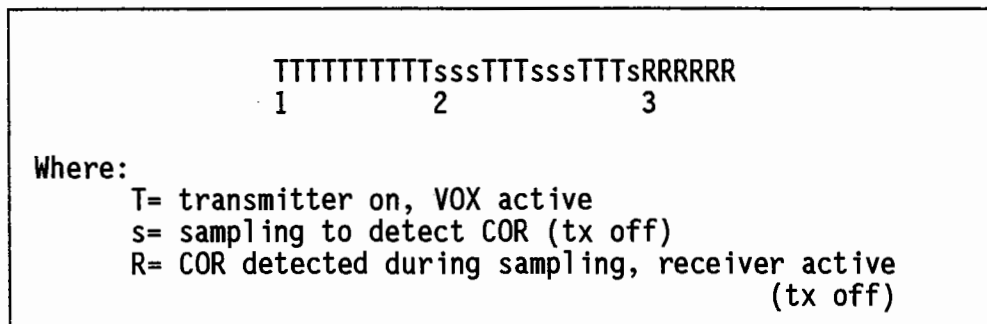 TTTTTTTTTTsssTTTsssTTTsRRRRRR
1 2 3
Where:
T= transmitter on, VOX active
s= sampling to detect COR (tx off)
R= COR detected during sampling, receiver active
(tx off)